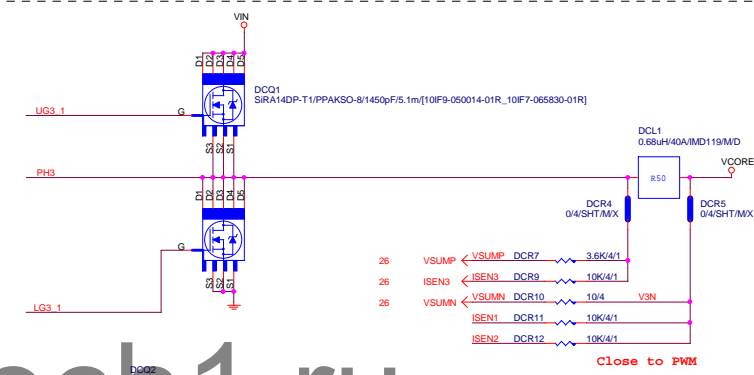 VIN
D1 D2 D3 D4 D5
DCQ1
SiRA14DP-T1/PPAKSO-8/1450pF/5.1m/[10IF9-050014-01R_10IF7-065830-01R]
UG3_1
G
S3 S2 S1
DCL1
0.68uH/40A/IMD119/M/D
PH3
VCORE
R50
D1 D2 D3 D4 D5
DCR4
0/4/SHT/M/X
DCR5
0/4/SHT/M/X
G
S3 S2 S1
26 VSUMP VSUMP DCR7 3.6K/4/1
26 ISEN3 ISEN3 DCR9 10K/4/1
26 VSUMN VSUMN DCR10 10/4 V3N
LG3_1
ISEN1 DCR11 10K/4/1
ISEN2 DCR12 10K/4/1
Close to PWM
DCQ2